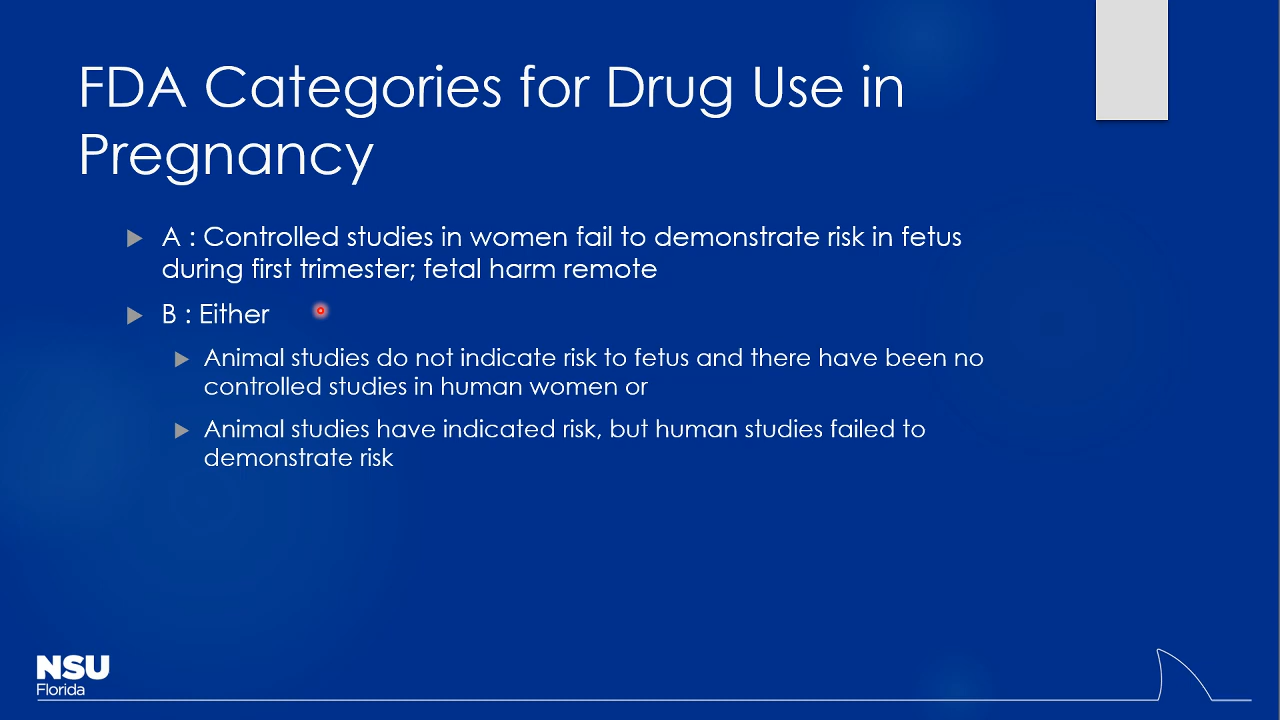 FDA Categories for Drug Use in
Pregnancy
A : Controlled studies in women fail to demonstrate risk in fetus
during first trimester; fetal harm remote
B : Either
Animal studies do not indicate risk to fetus and there have been no
controlled studies in human women or
Animal studies have indicated risk, but human studies failed to
demonstrate risk
NSU
Florida